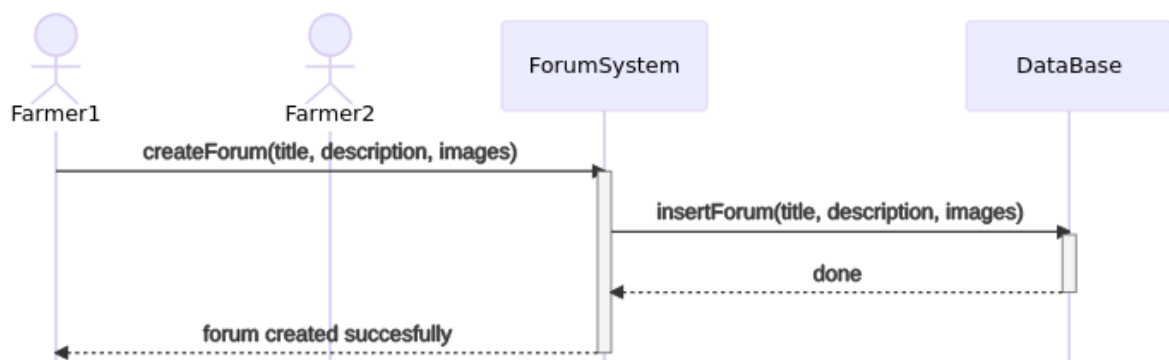 Farmer1
Farmer2
ForumSystem
DataBase
createForum(title, description, images)
insertForum(title, description, images)
done
forum created succesfully